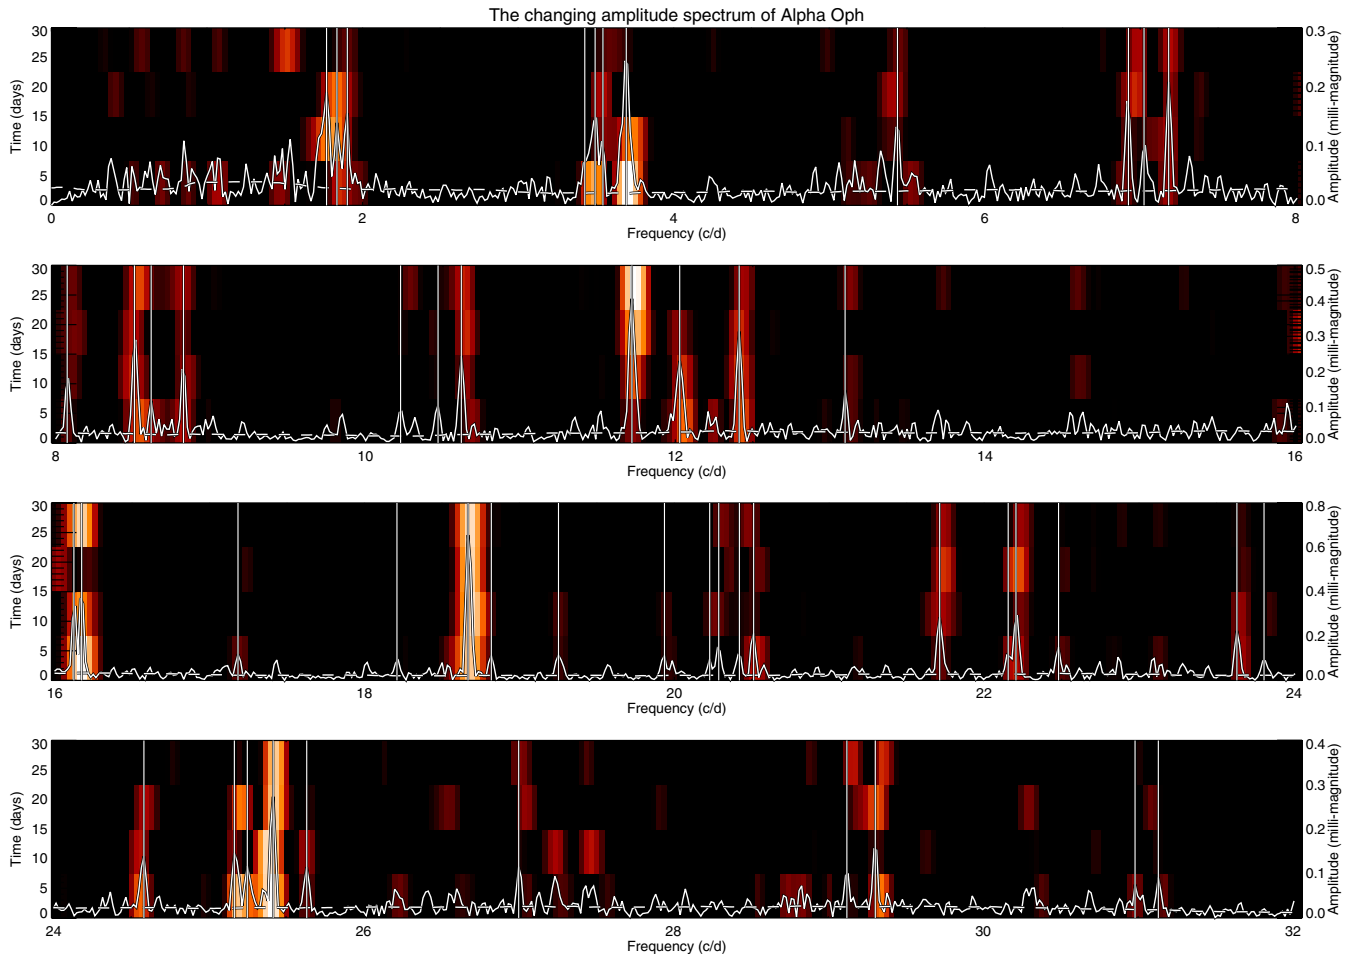 The changing amplitude spectrum of Alpha Oph
30
25
20
15
10
5
0
Time (days)
0.3
0.2
0.1
0.0
Amplitude (milli-magnitude)
0 2 4 6 8
Frequency (c/d)
30
25
20
15
10
5
0
Time (days)
0.5
0.4
0.3
0.2
0.1
0.0
Amplitude (milli-magnitude)
8 10 12 14 16
Frequency (c/d)
30
25
20
15
10
5
0
Time (days)
0.8
0.6
0.4
0.2
0.0
Amplitude (milli-magnitude)
16 18 20 22 24
Frequency (c/d)
30
25
20
15
10
5
0
Time (days)
0.4
0.3
0.2
0.1
0.0
Amplitude (milli-magnitude)
24 26 28 30 32
Frequency (c/d)